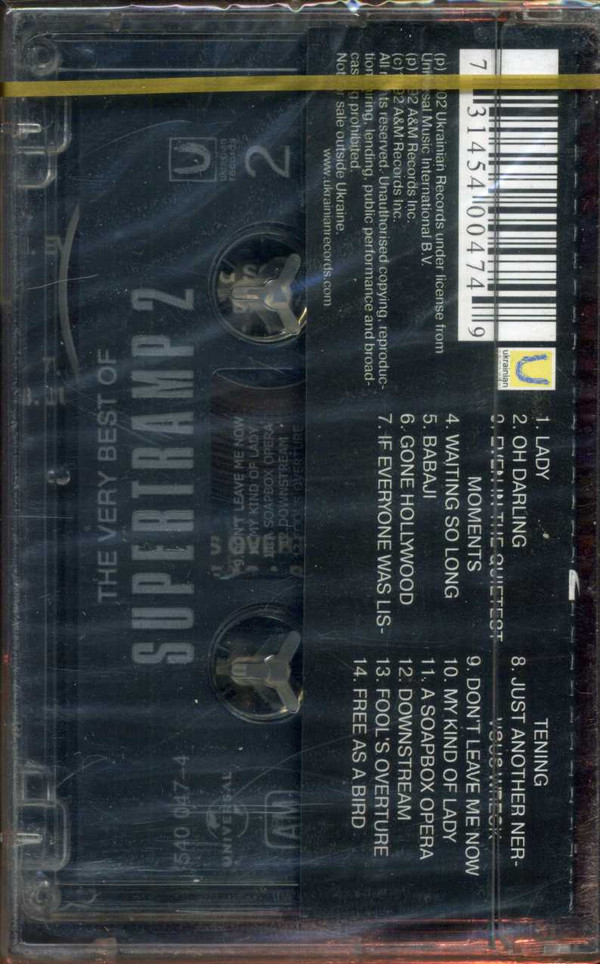 7 31454 00474 9
ukrainian
1. LADY
2. OH DARLING
3. EVEN IN THE QUIETEST
MOMENTS
4. WAITING SO LONG
5. BABAJI
6. GONE HOLLYWOOD
7. IF EVERYONE WAS LIS-
TENING
8. JUST ANOTHER NER-
VOUS WRECK
9. DON'T LEAVE ME NOW
10. MY KIND OF LADY
11. A SOAPBOX OPERA
12. DOWNSTREAM
13. FOOL'S OVERTURE
14. FREE AS A BIRD
(p) 2002 Ukrainian Records under license from
Universal Music International B.V.
(p) 1992 A&M Records Inc.
(c) 1992 A&M Records Inc.
All rights reserved. Unauthorised copying, reproduc-
tion, hiring, lending, public performance and broad-
casting prohibited.
Not for sale outside Ukraine.
www.ukrainianrecords.com
2
THE VERY BEST OF
SUPERTRAMP 2
540 047-4
UNIVERSAL